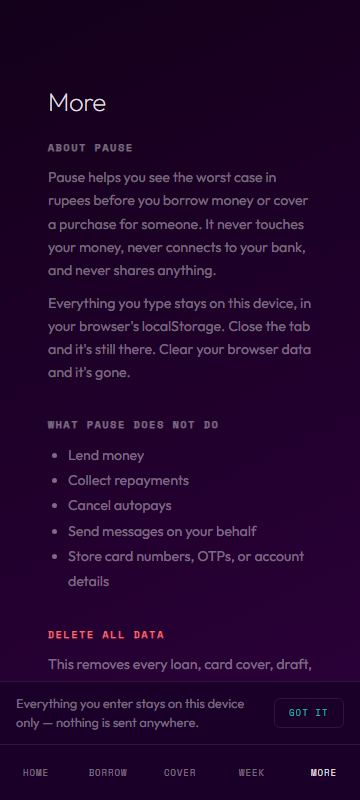 More
ABOUT PAUSE
Pause helps you see the worst case in
rupees before you borrow money or cover
a purchase for someone. It never touches
your money, never connects to your bank,
and never shares anything.
Everything you type stays on this device, in
your browser's localStorage. Close the tab
and it's still there. Clear your browser data
and it's gone.
WHAT PAUSE DOES NOT DO
• Lend money
• Collect repayments
• Cancel autopays
• Send messages on your behalf
• Store card numbers, OTPs, or account
details
DELETE ALL DATA
This removes every loan, card cover, draft,
Everything you enter stays on this device
only — nothing is sent anywhere.
GOT IT
HOME BORROW COVER WEEK MORE